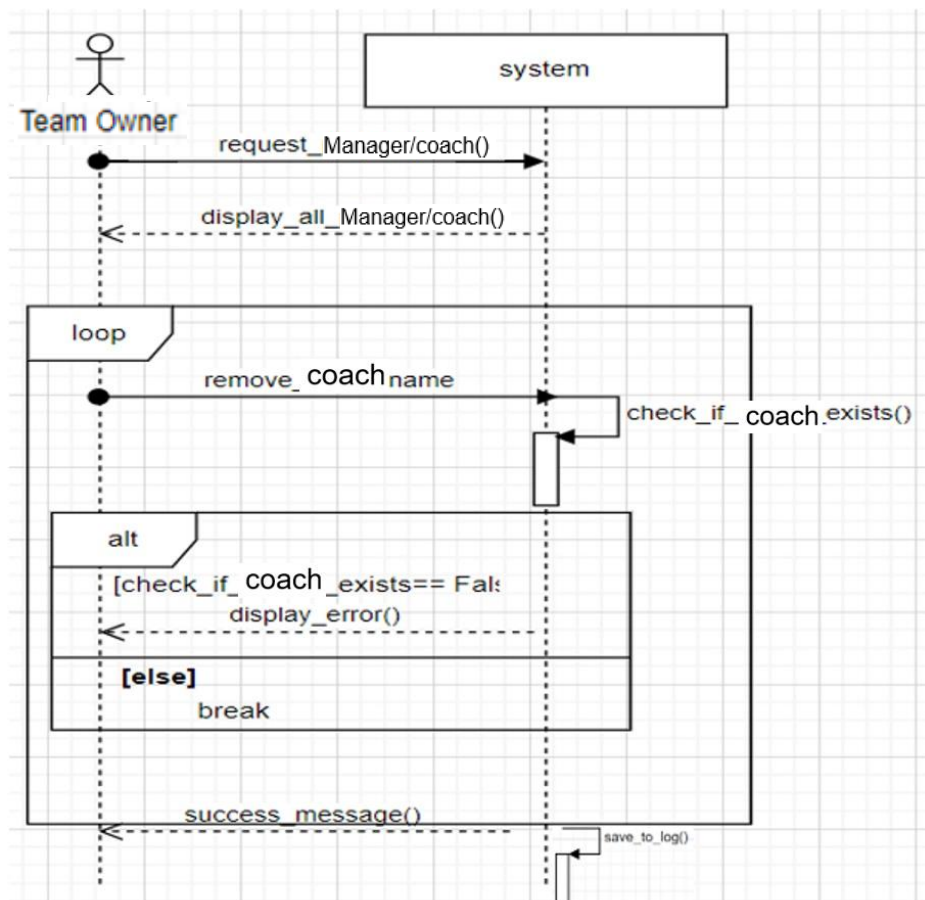 system
Team Owner
request_Manager/coach()
display_all_Manager/coach()
loop
remove_ coach name
check_if_ coach.exists()
alt
[check_if_ coach _exists== Fals
display_error()
[else]
break
success_message()
save_to_log()